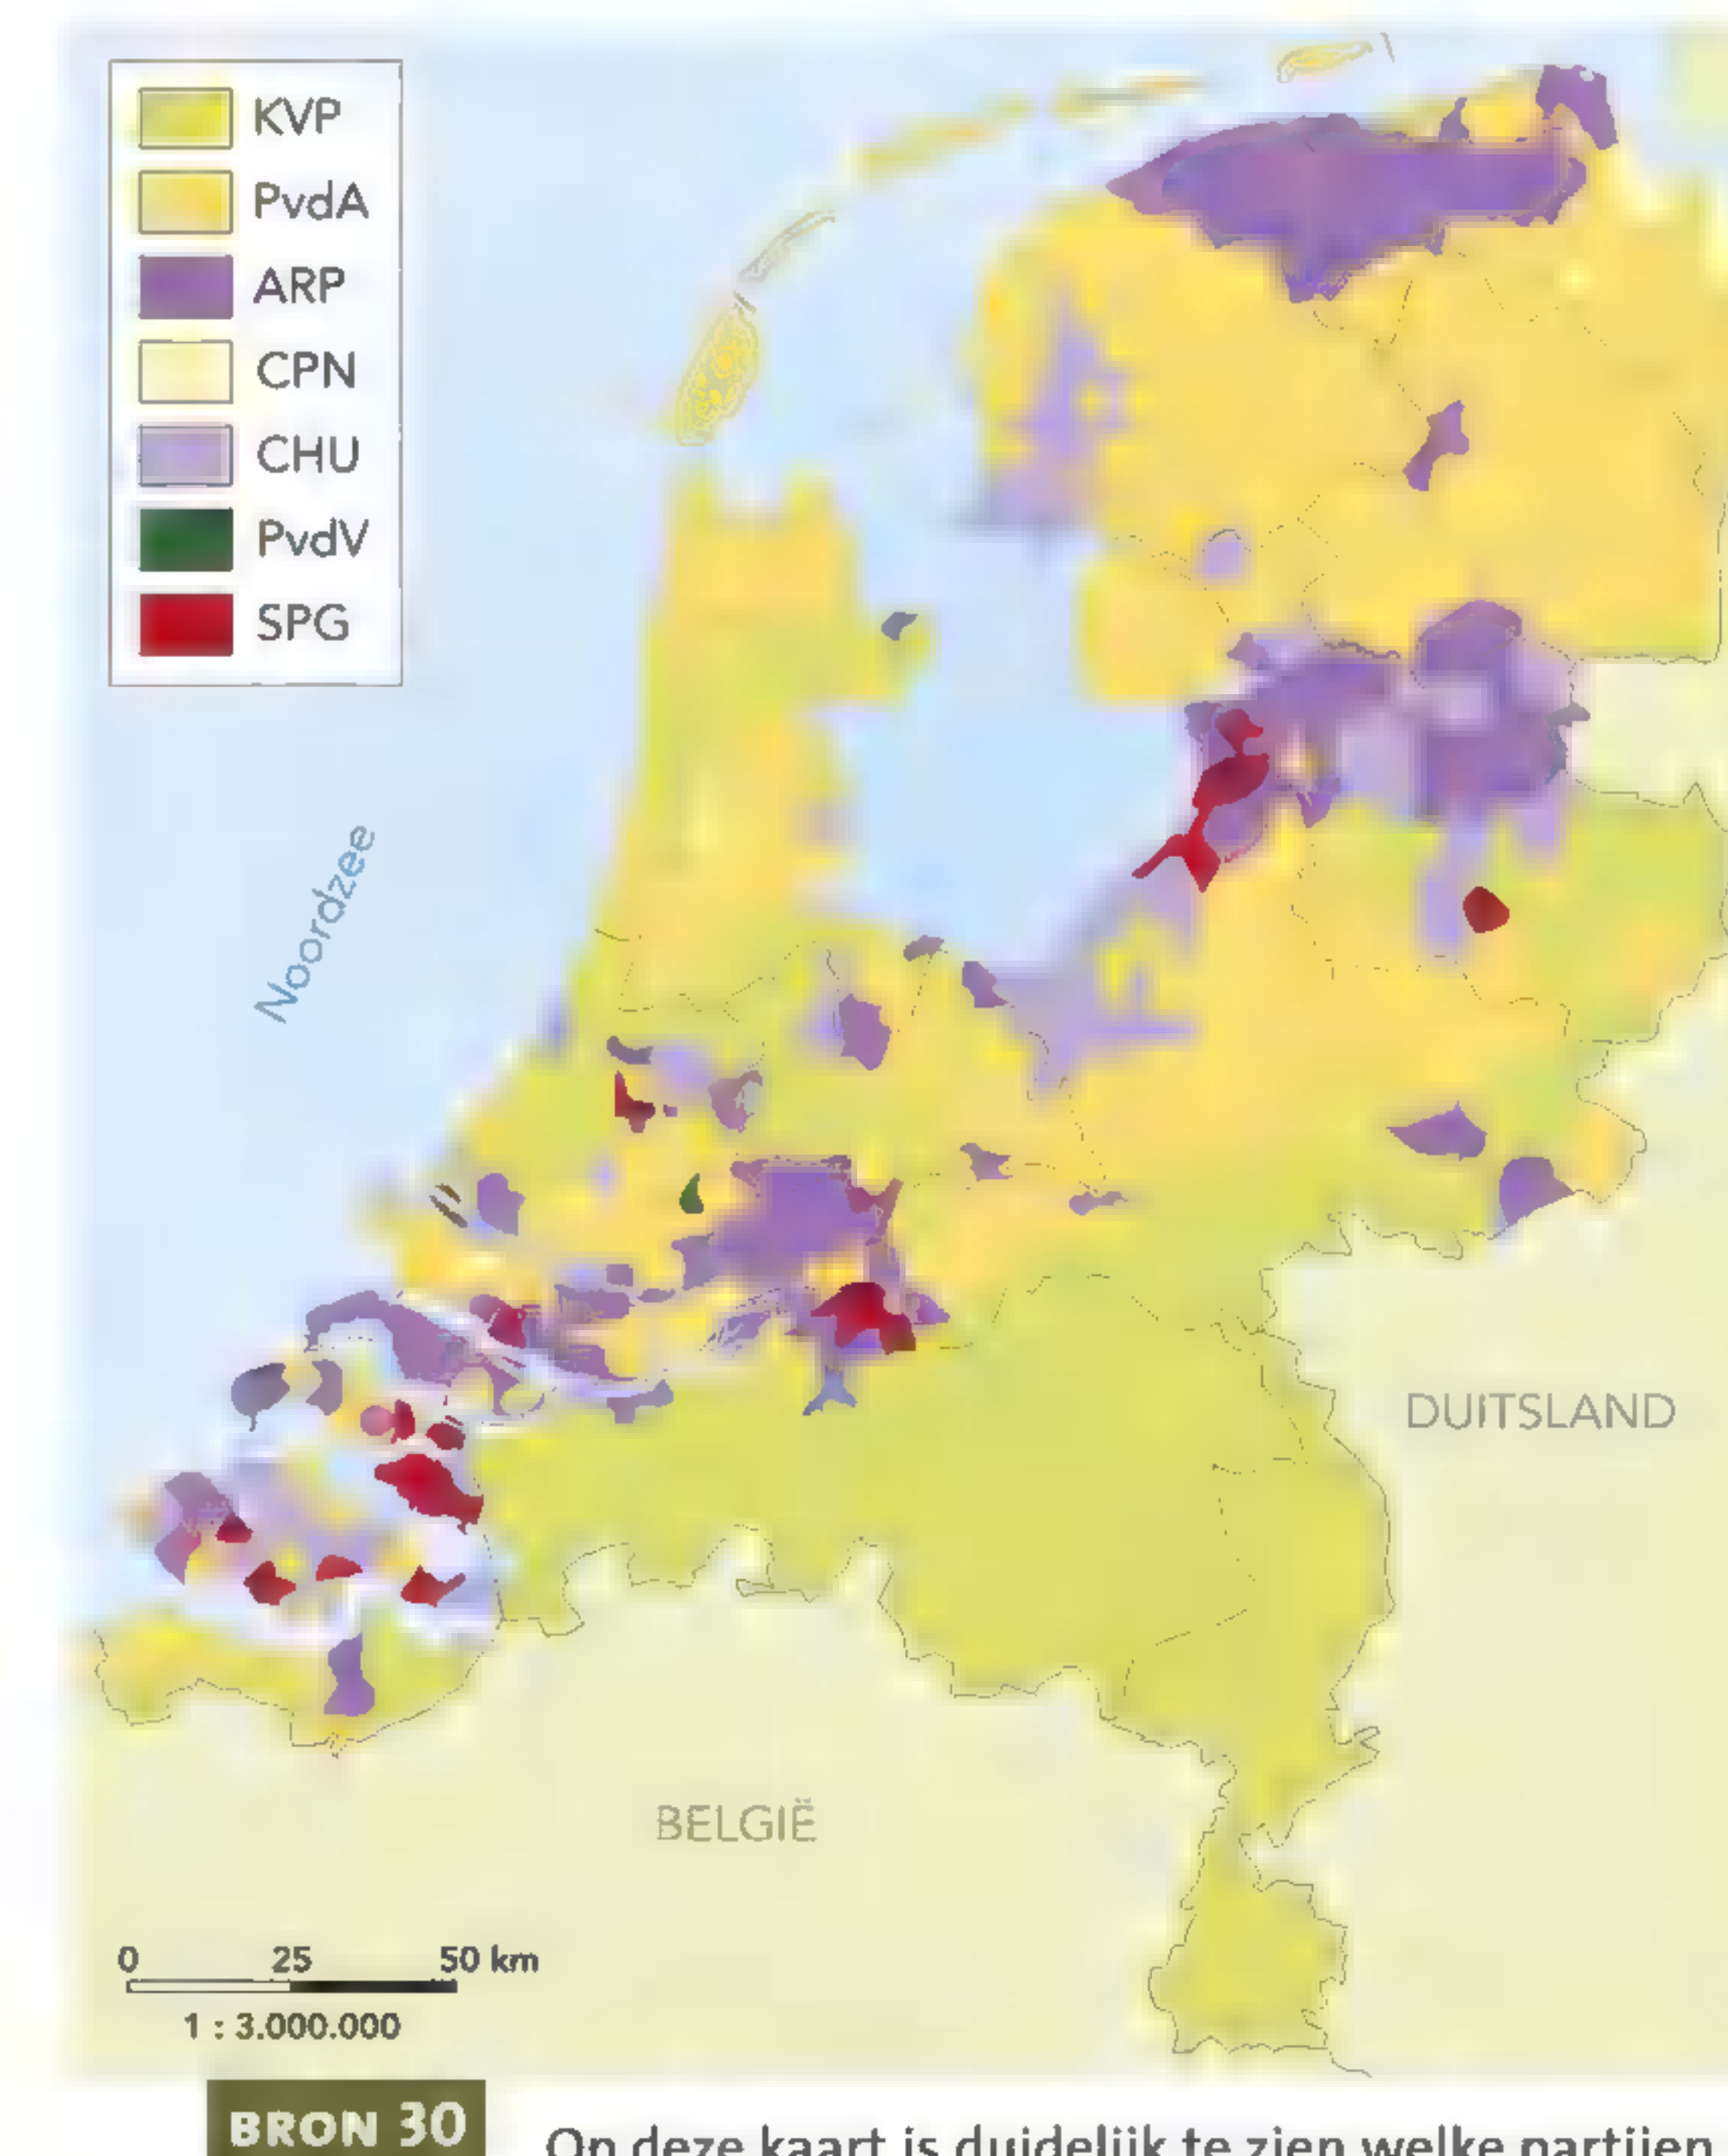 KVP
PvdA
ARP
CPN
CHU
PvdV
SPG
Noordzee
DUITSLAND
BELGIË
0 25 50 km
1 : 3.000.000
BRON 30
Op deze kaart is duidelijk te zien welke partijen